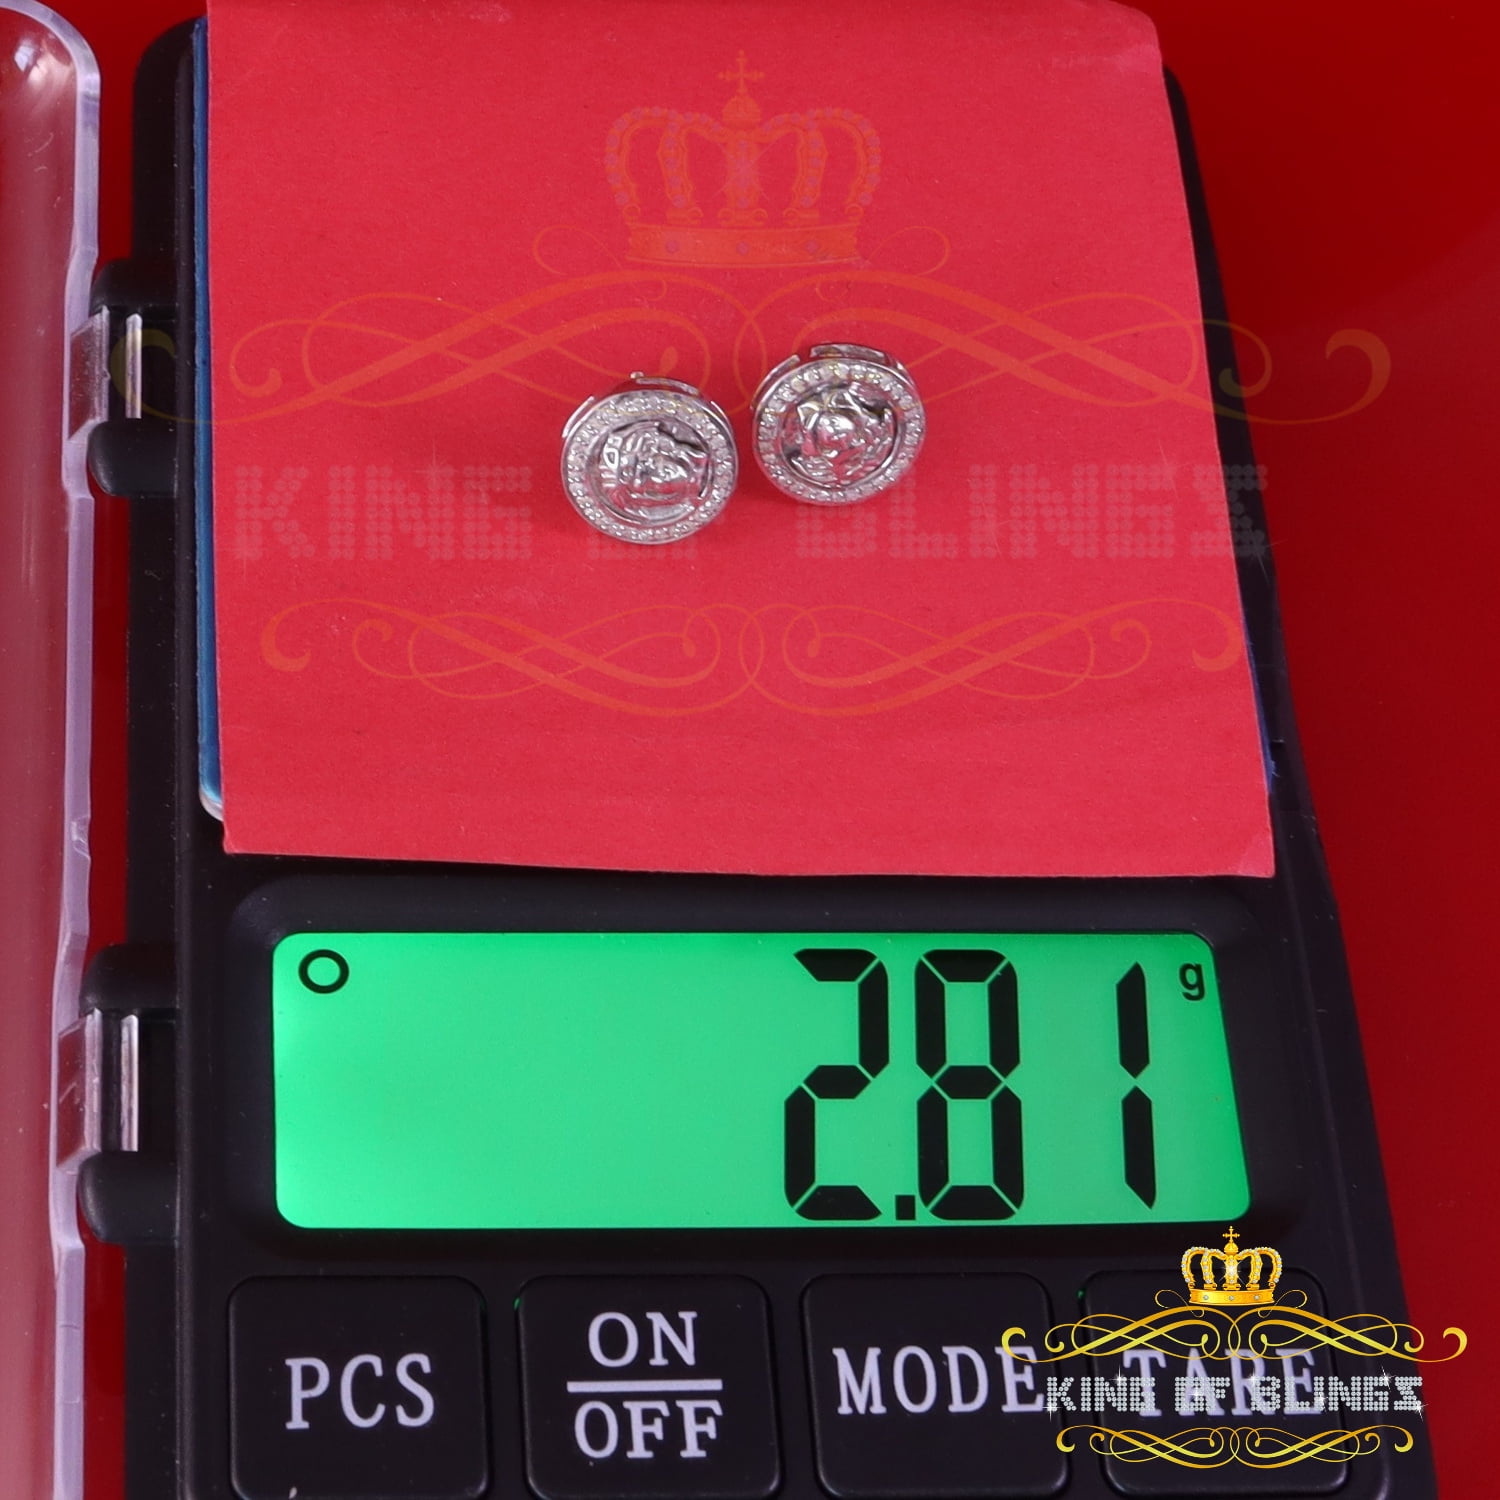 KING OF BLINGS
2.81 g
PCS
ON
OFF
MODE
TARE
KING OF BLINGS